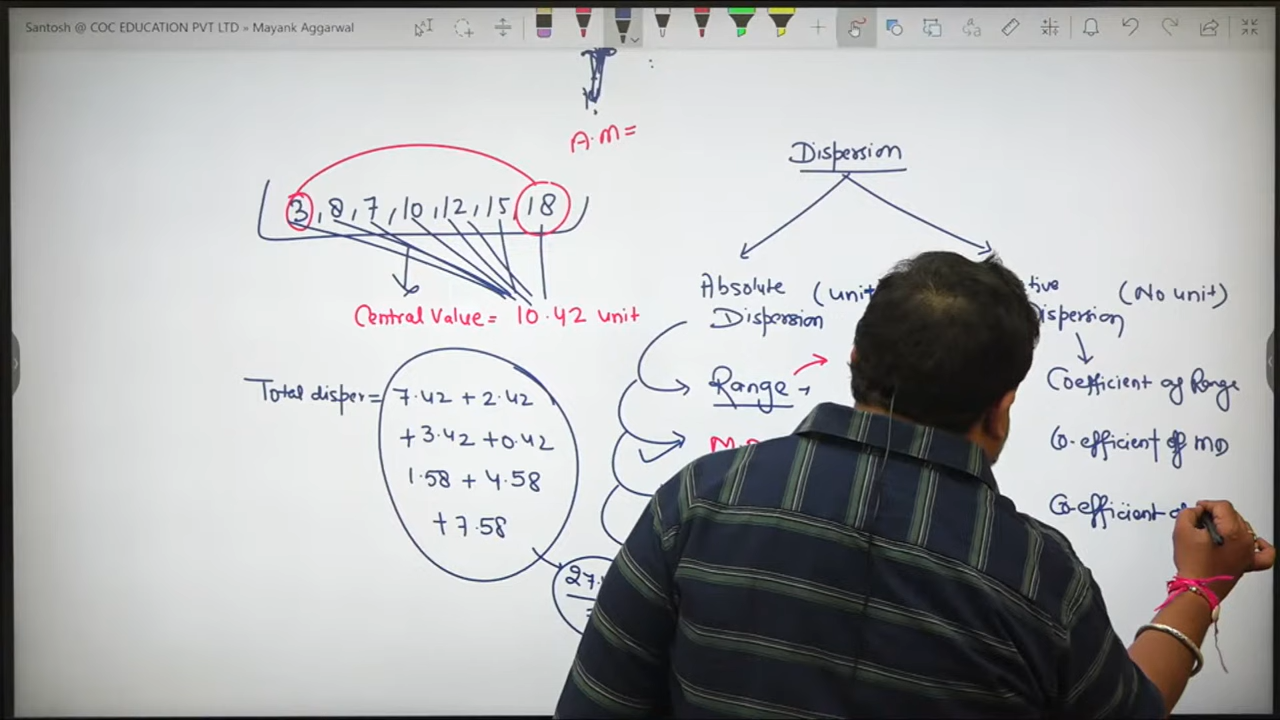 Santosh @ COC EDUCATION PVT LTD » Mayank Aggarwal
A.M=
3, 8, 7, 10, 12, 15, 18
Central Value = 10.42 unit
Total disper = 7.42 + 2.42
+ 3.42 + 0.42
1.58 + 4.58
+ 7.58
Dispersion
Absolute
Dispersion
Range
(No unit)
Coefficient of Range
Co-efficient of MD
Co-efficient